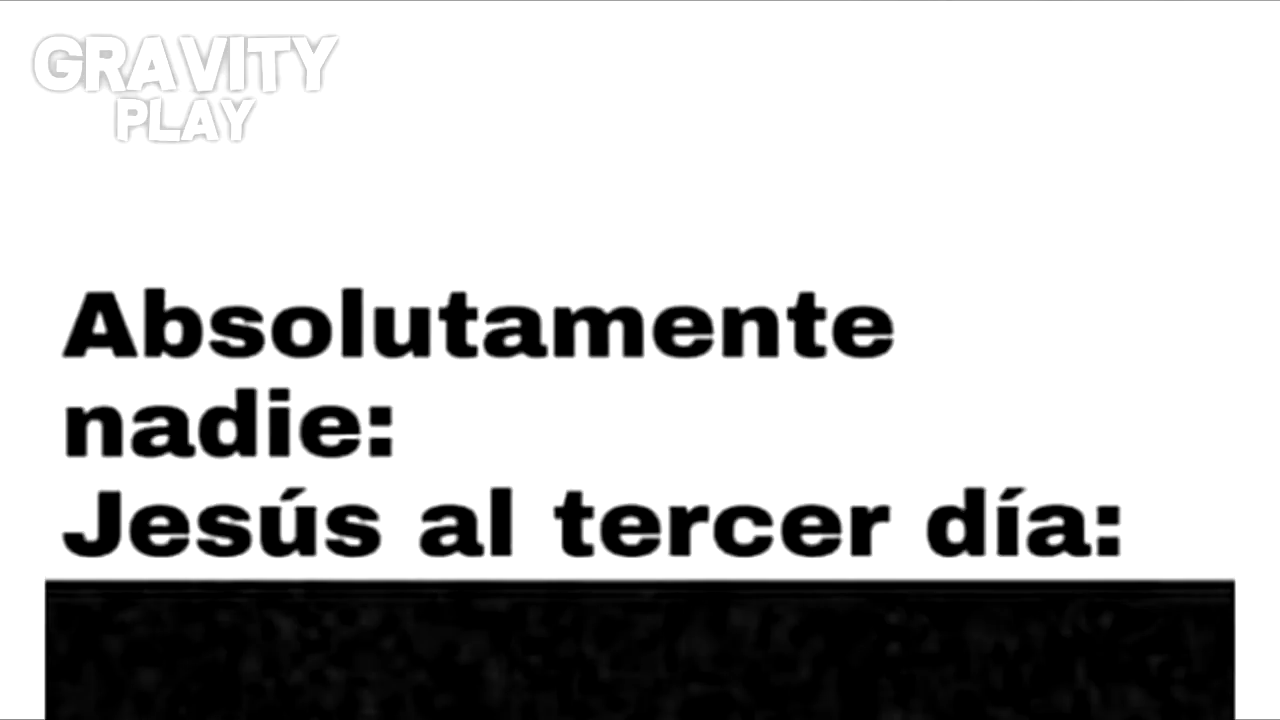 GRAVITY
PLAY
Absolutamente
nadie:
Jesús al tercer día: